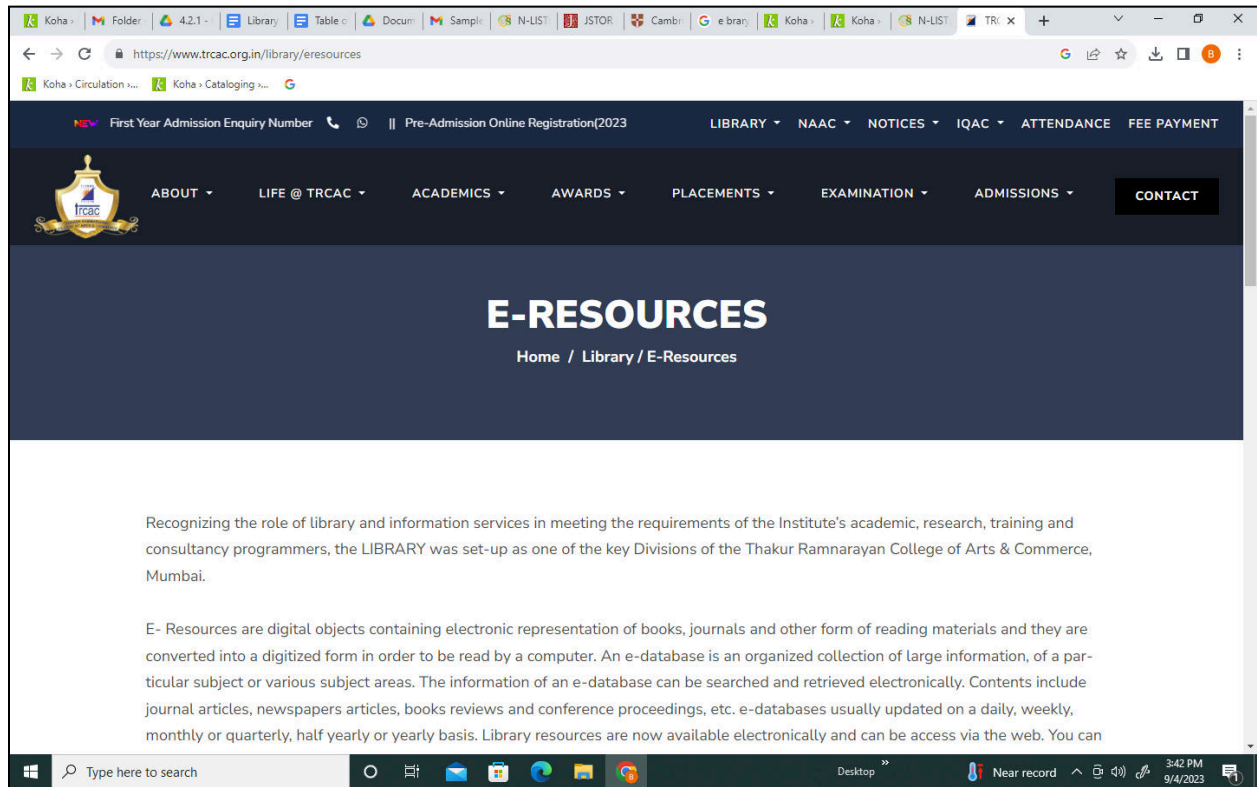 Koha ›
Folder
4.2.1 -
Library
Table o
Docum
Sample
N-LIST
JSTOR
Cambri
e brary
Koha ›
Koha ›
N-LIST
TRC
https://www.trcac.org.in/library/eresources
Koha › Circulation ›...
Koha › Cataloging ›...
NEW First Year Admission Enquiry Number || Pre-Admission Online Registration(2023
LIBRARY NAAC NOTICES IQAC ATTENDANCE FEE PAYMENT
trcac
ABOUT LIFE @ TRCAC ACADEMICS AWARDS PLACEMENTS EXAMINATION ADMISSIONS CONTACT
E-RESOURCES
Home / Library / E-Resources
Recognizing the role of library and information services in meeting the requirements of the Institute’s academic, research, training and
consultancy programmers, the LIBRARY was set-up as one of the key Divisions of the Thakur Ramnarayan College of Arts & Commerce,
Mumbai.
E- Resources are digital objects containing electronic representation of books, journals and other form of reading materials and they are
converted into a digitized form in order to be read by a computer. An e-database is an organized collection of large information, of a par-
ticular subject or various subject areas. The information of an e-database can be searched and retrieved electronically. Contents include
journal articles, newspapers articles, books reviews and conference proceedings, etc. e-databases usually updated on a daily, weekly,
monthly or quarterly, half yearly or yearly basis. Library resources are now available electronically and can be access via the web. You can
Type here to search
Desktop
Near record
3:42 PM
9/4/2023